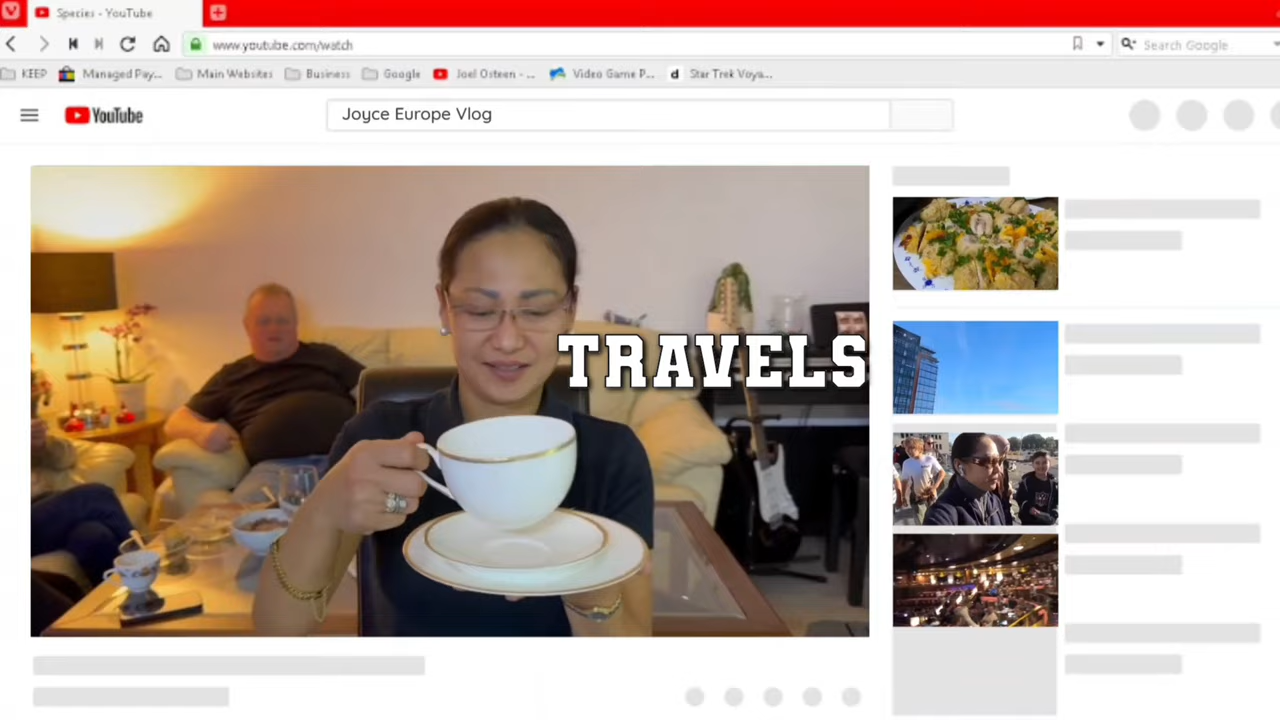 Species - YouTube
www.youtube.com/watch
Search Google
KEEP
Managed Pay...
Main Websites
Business
Google
Joel Osteen - ...
Video Game P...
Star Trek Voya...
YouTube
Joyce Europe Vlog
TRAVELS